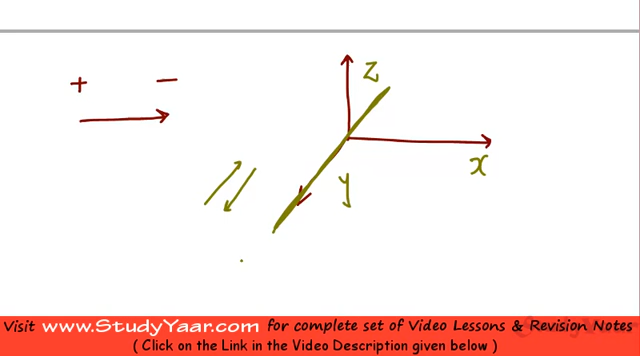 + −
z
x
y
Visit www.StudyYaar.com for complete set of Video Lessons & Revision Notes
( Click on the Link in the Video Description given below )